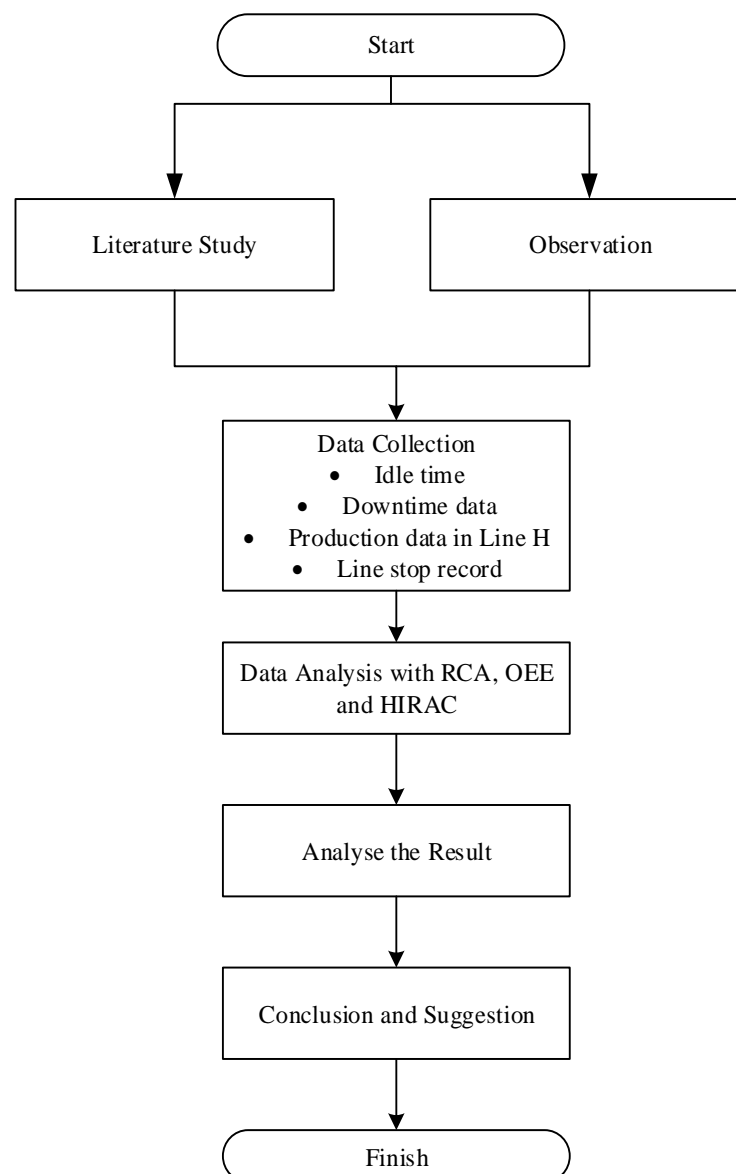 Start
Literature Study
Observation
Data Collection
• Idle time
• Downtime data
• Production data in Line H
• Line stop record
Data Analysis with RCA, OEE
and HIRAC
Analyse the Result
Conclusion and Suggestion
Finish